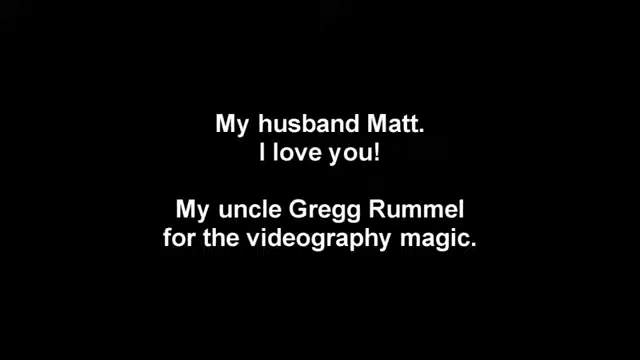 My husband Matt.
I love you!
My uncle Gregg Rummel
for the videography magic.